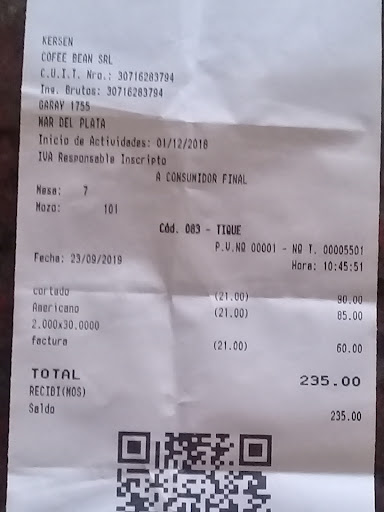 KERSEN
COFEE BEAN SRL
C.U.I.T. Nro.: 30716283794
Ing. Brutos: 30716283794
GARAY 1755
MAR DEL PLATA
Inicio de Actividades: 01/12/2018
IVA Responsable Inscripto
A CONSUMIDOR FINAL
Mesa: 7
Mozo: 101
Cód. 083 - TIQUE
P.V.NO 00001 - NO T. 00005501
Fecha: 23/09/2019 Hora: 10:45:51
cortado (21.00) 90.00
Americano (21.00) 85.00
2.000x30.0000
factura (21.00) 60.00
TOTAL 235.00
RECIBI(MOS)
Saldo 235.00